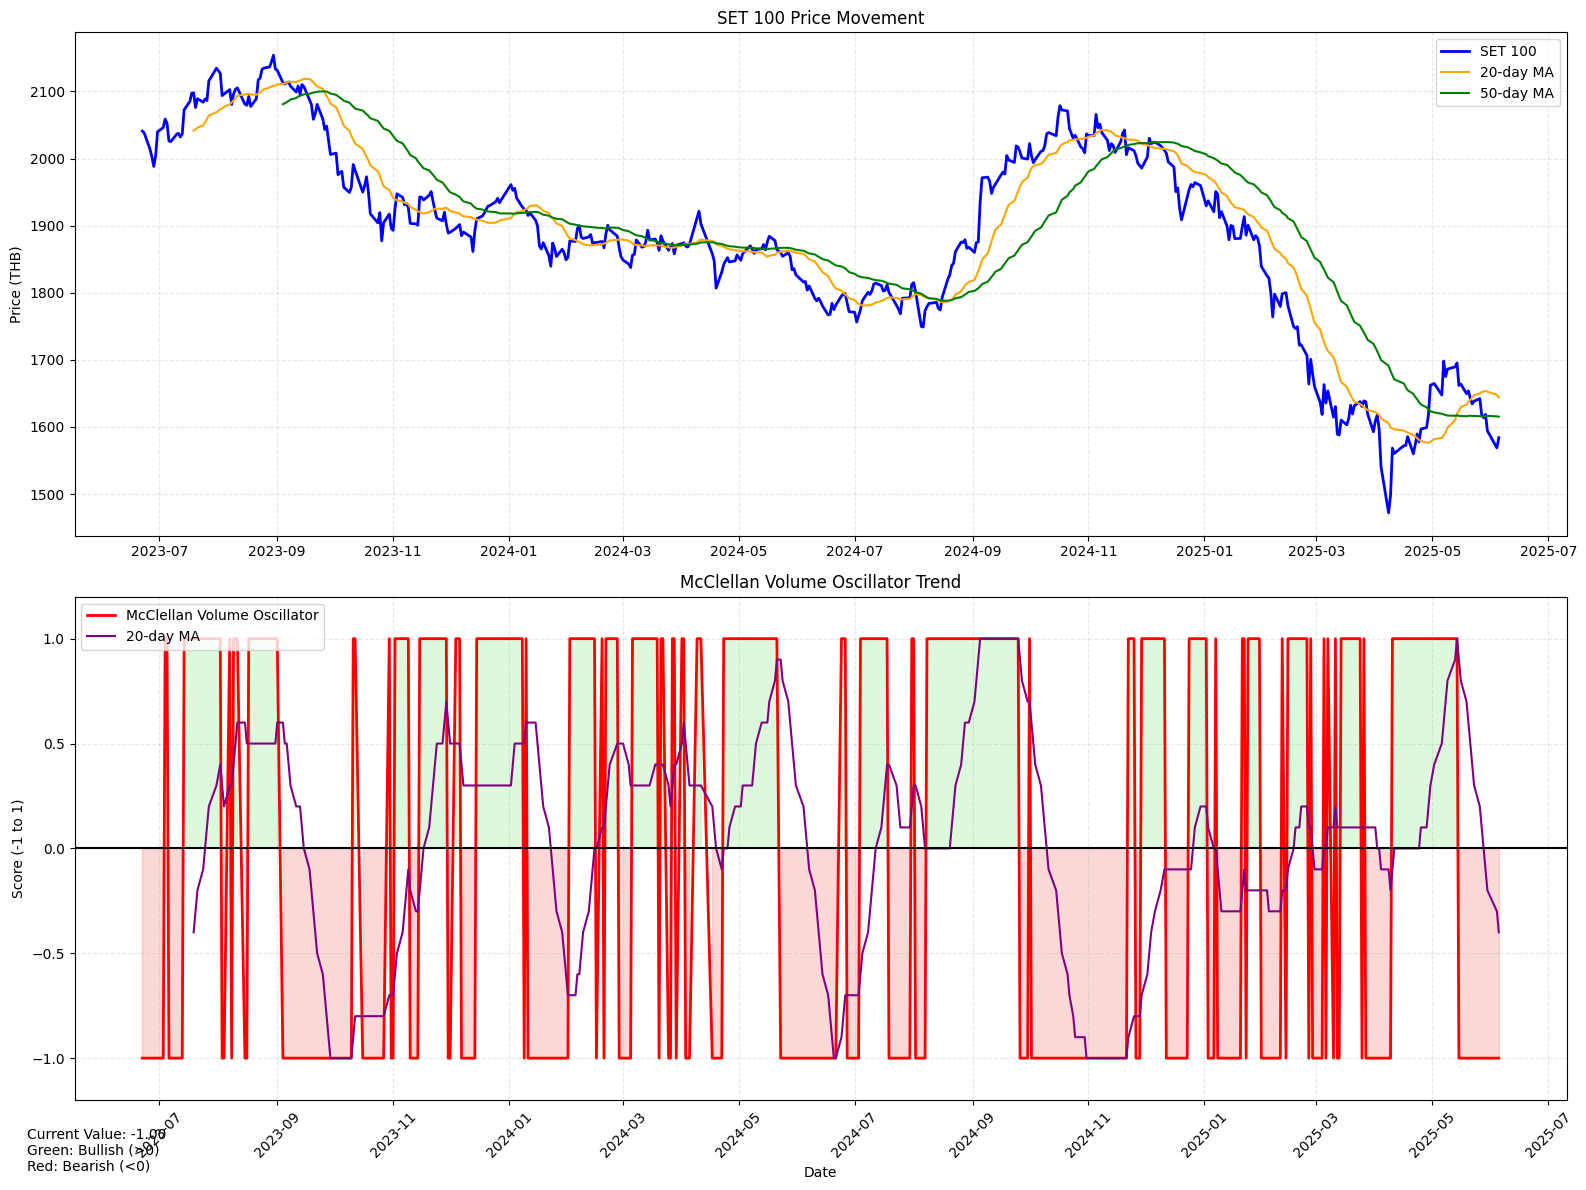 SET 100 Price Movement
Price (THB)
2100
2000
1900
1800
1700
1600
1500
SET 100
20-day MA
50-day MA
2023-07 2023-09 2023-11 2024-01 2024-03 2024-05 2024-07 2024-09 2024-11 2025-01 2025-03 2025-05 2025-07
McClellan Volume Oscillator Trend
Score (-1 to 1)
1.0
0.5
0.0
−0.5
−1.0
McClellan Volume Oscillator
20-day MA
2023-07 2023-09 2023-11 2024-01 2024-03 2024-05 2024-07 2024-09 2024-11 2025-01 2025-03 2025-05 2025-07
Date
Current Value: -1.00
Green: Bullish (>0)
Red: Bearish (<0)